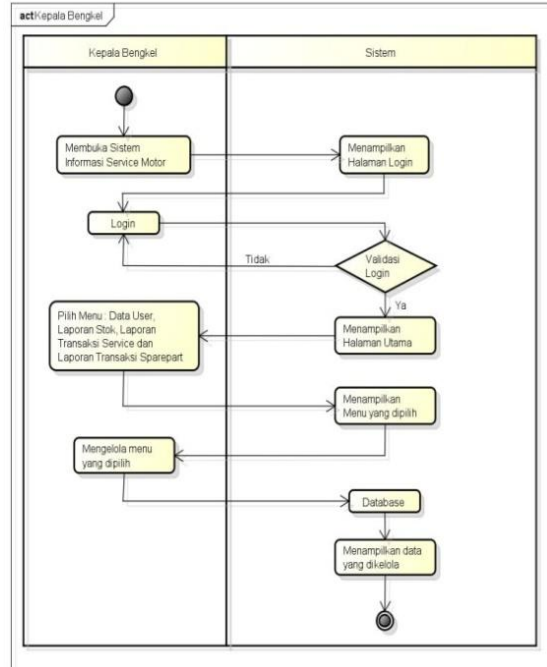 act Kepala Bengkel
Kepala Bengkel
Sistem
Membuka Sistem
Informasi Service Motor
Menampilkan
Halaman Login
Login
Tidak
Validasi
Login
Ya
Pilih Menu : Data User,
Laporan Stok, Laporan
Transaksi Service dan
Laporan Transaksi Sparepart
Menampilkan
Halaman Utama
Menampilkan
Menu yang dipilih
Mengelola menu
yang dipilih
Database
Menampilkan data
yang dikelola